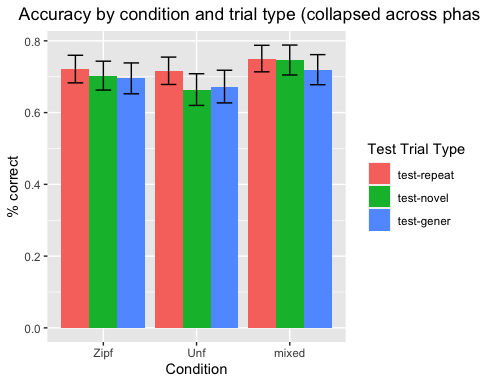 Accuracy by condition and trial type (collapsed across phas
0.8
0.6
0.4
0.2
0.0
% correct
Zipf
Unf
mixed
Condition
Test Trial Type
test-repeat
test-novel
test-gener